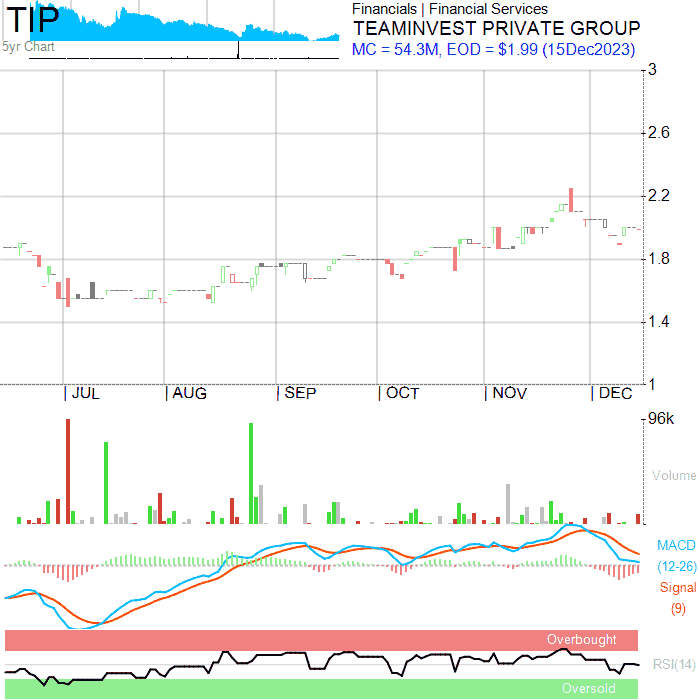 TIP
5yr Chart
Financials | Financial Services
TEAMINVEST PRIVATE GROUP
MC = 54.3M, EOD = $1.99 (15Dec2023)
3
2.6
2.2
1.8
1.4
1
JUL AUG SEP OCT NOV DEC
96k
Volume
MACD
(12-26)
Signal
(9)
Overbought
RSI(14)
Oversold